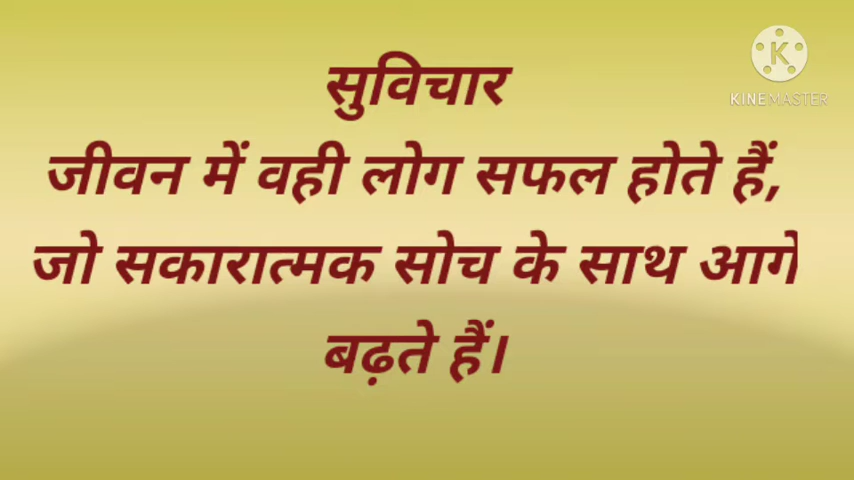 सुविचार
KINEMASTER
जीवन में वही लोग सफल होते हैं,
जो सकारात्मक सोच के साथ आगे
बढ़ते हैं।